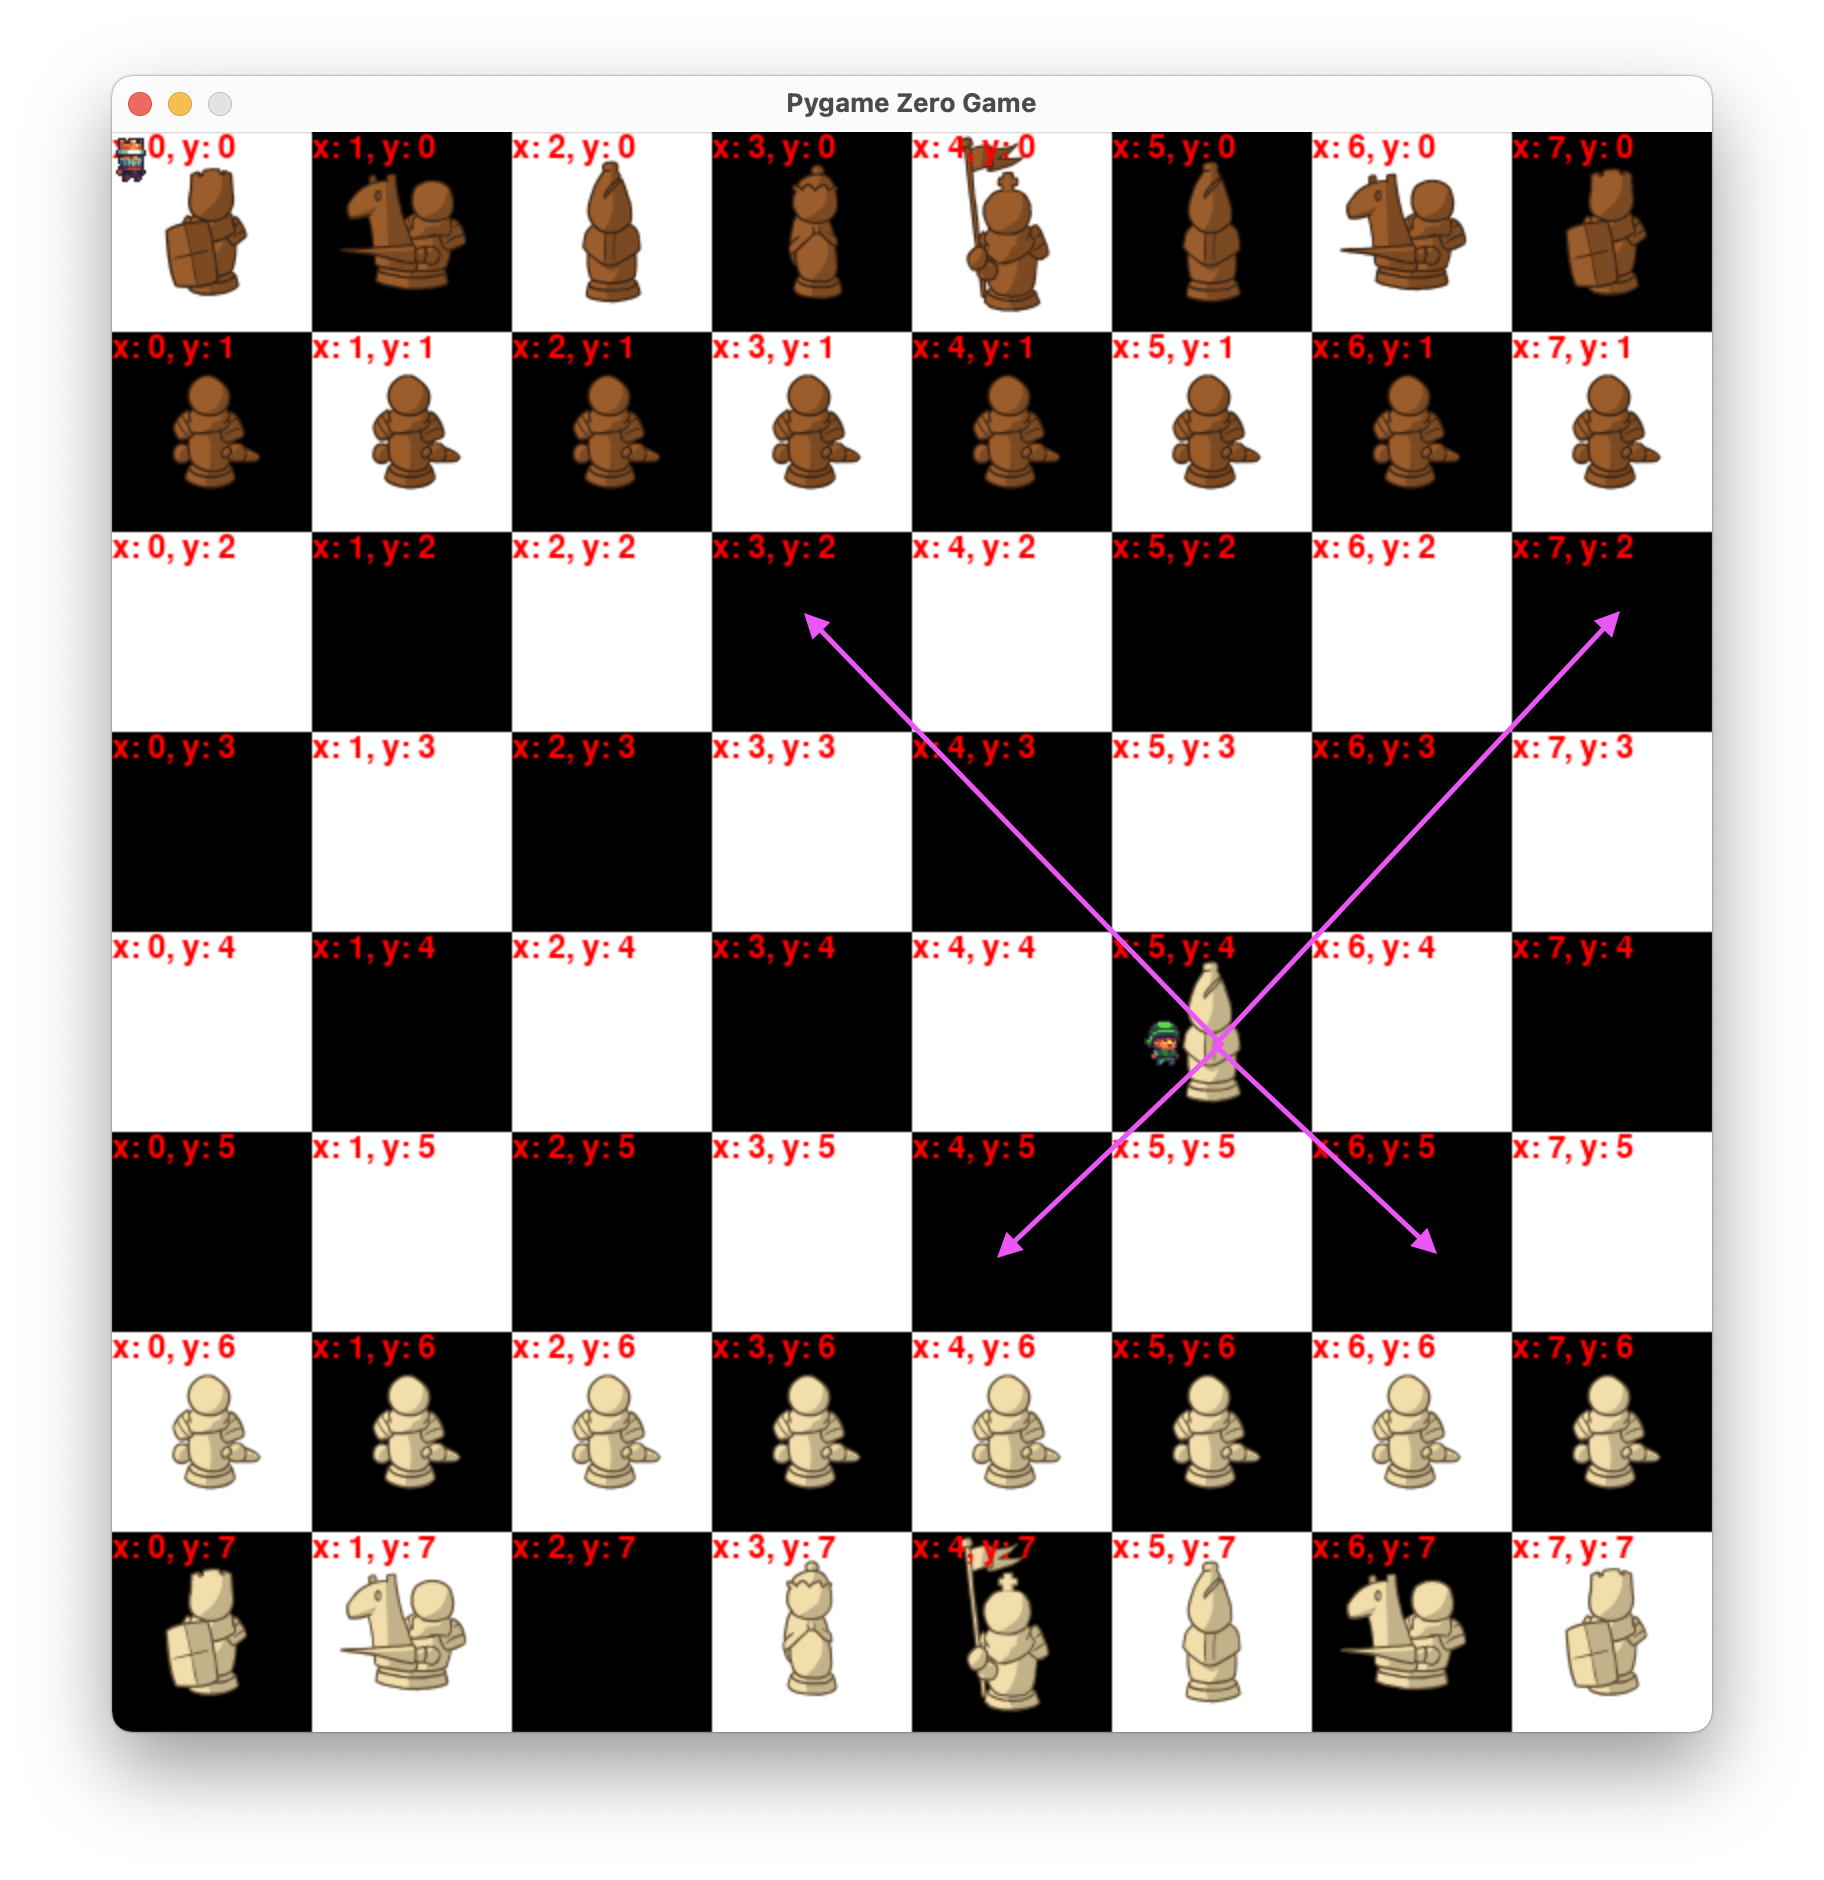 Pygame Zero Game
0, y: 0 x: 1, y: 0 x: 2, y: 0 x: 3, y: 0 x: 4, y: 0 x: 5, y: 0 x: 6, y: 0 x: 7, y: 0
x: 0, y: 1 x: 1, y: 1 x: 2, y: 1 x: 3, y: 1 x: 4, y: 1 x: 5, y: 1 x: 6, y: 1 x: 7, y: 1
x: 0, y: 2 x: 1, y: 2 x: 2, y: 2 x: 3, y: 2 x: 4, y: 2 x: 5, y: 2 x: 6, y: 2 x: 7, y: 2
x: 0, y: 3 x: 1, y: 3 x: 2, y: 3 x: 3, y: 3 x: 4, y: 3 x: 5, y: 3 x: 6, y: 3 x: 7, y: 3
x: 0, y: 4 x: 1, y: 4 x: 2, y: 4 x: 3, y: 4 x: 4, y: 4 x: 5, y: 4 x: 6, y: 4 x: 7, y: 4
x: 0, y: 5 x: 1, y: 5 x: 2, y: 5 x: 3, y: 5 x: 4, y: 5 x: 5, y: 5 x: 6, y: 5 x: 7, y: 5
x: 0, y: 6 x: 1, y: 6 x: 2, y: 6 x: 3, y: 6 x: 4, y: 6 x: 5, y: 6 x: 6, y: 6 x: 7, y: 6
x: 0, y: 7 x: 1, y: 7 x: 2, y: 7 x: 3, y: 7 x: 4, y: 7 x: 5, y: 7 x: 6, y: 7 x: 7, y: 7